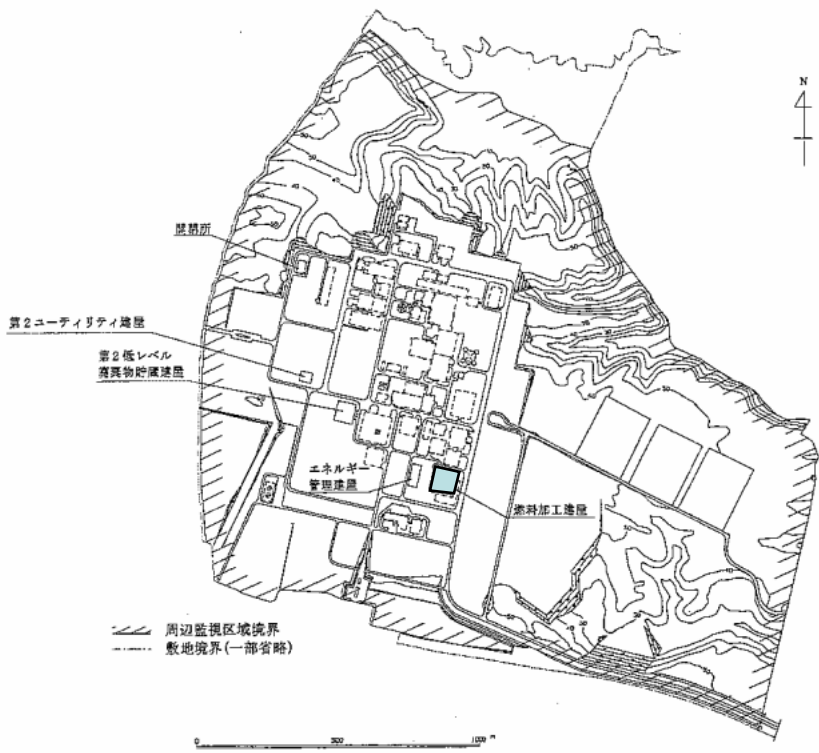 N
開閉所
第2ユーティリティ建屋
第2低レベル
廃棄物貯蔵建屋
エネルギー
管理建屋
燃料加工建屋
周辺監視区域境界
敷地境界(一部省略)
0 500 1000 m